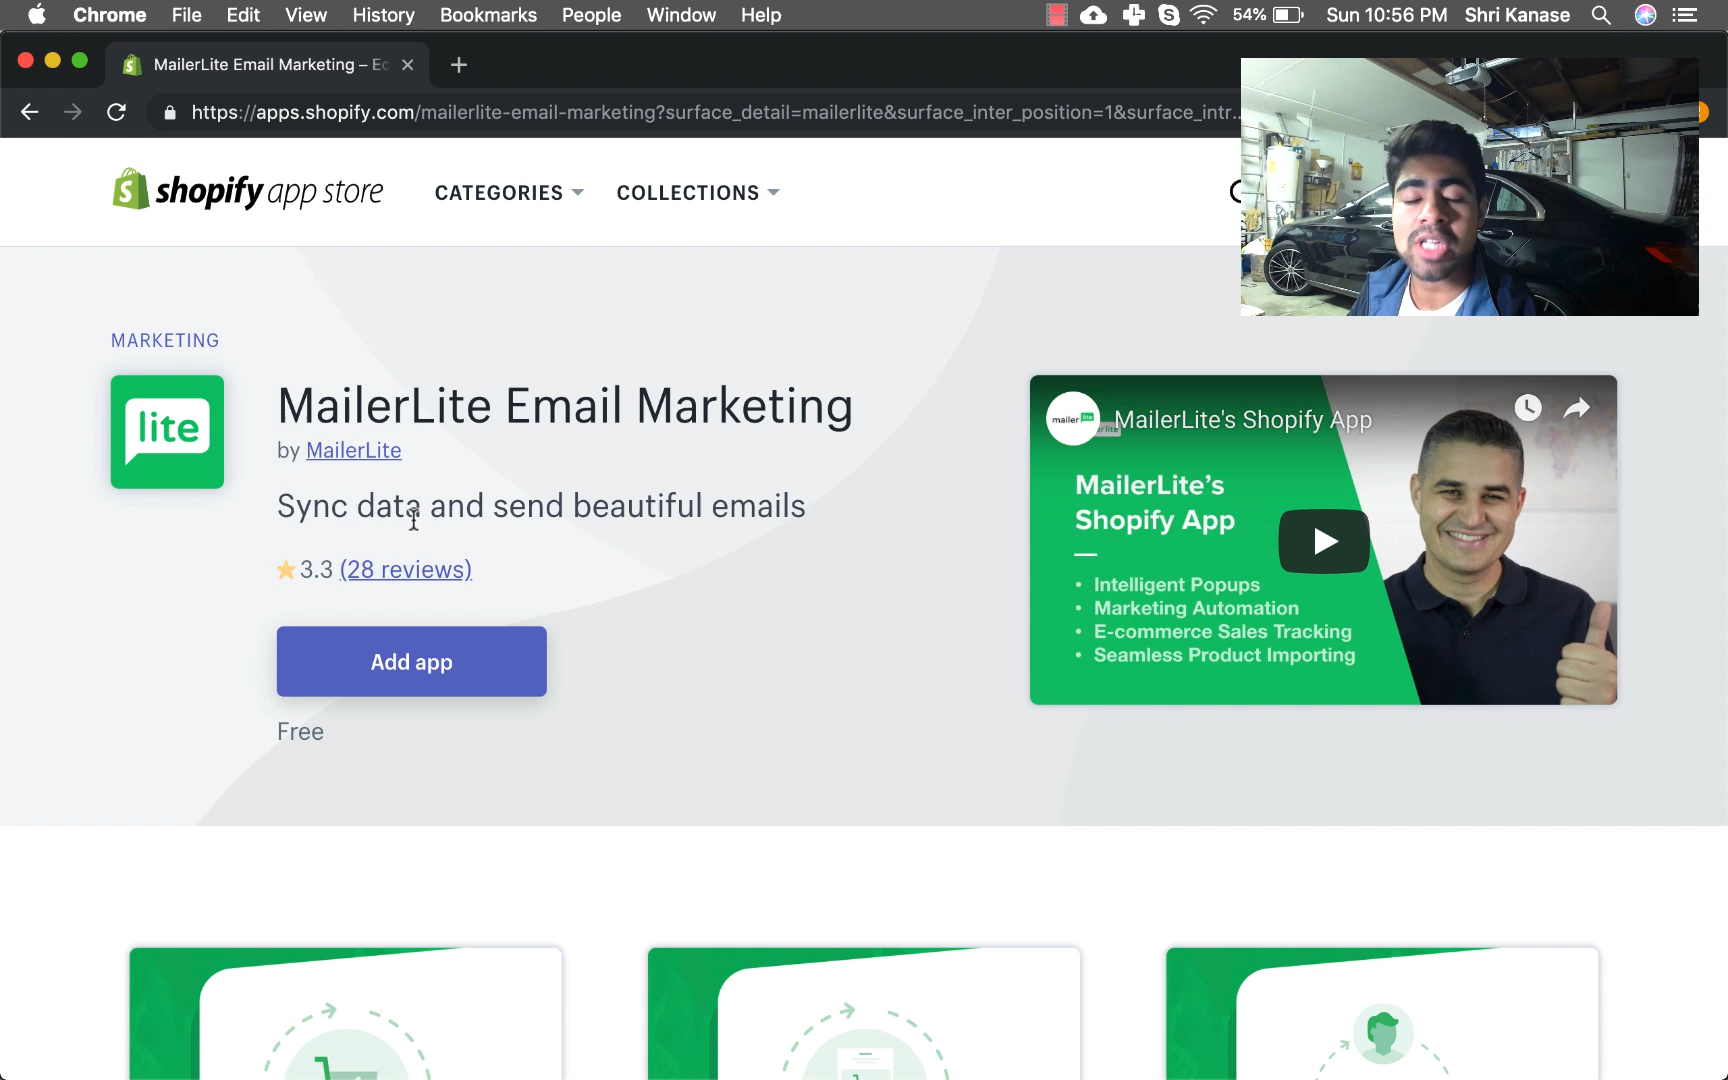 Chrome File Edit View History Bookmarks People Window Help 54% Sun 10:56 PM Shri Kanase
MailerLite Email Marketing – Ec
https://apps.shopify.com/mailerlite-email-marketing?surface_detail=mailerlite&surface_inter_position=1&surface_intr...
shopify app store CATEGORIES COLLECTIONS
MARKETING
lite
MailerLite Email Marketing
by MailerLite
Sync data and send beautiful emails
3.3 (28 reviews)
Add app
Free
mailer lite
MailerLite's Shopify App
MailerLite's
Shopify App
• Intelligent Popups
• Marketing Automation
• E-commerce Sales Tracking
• Seamless Product Importing